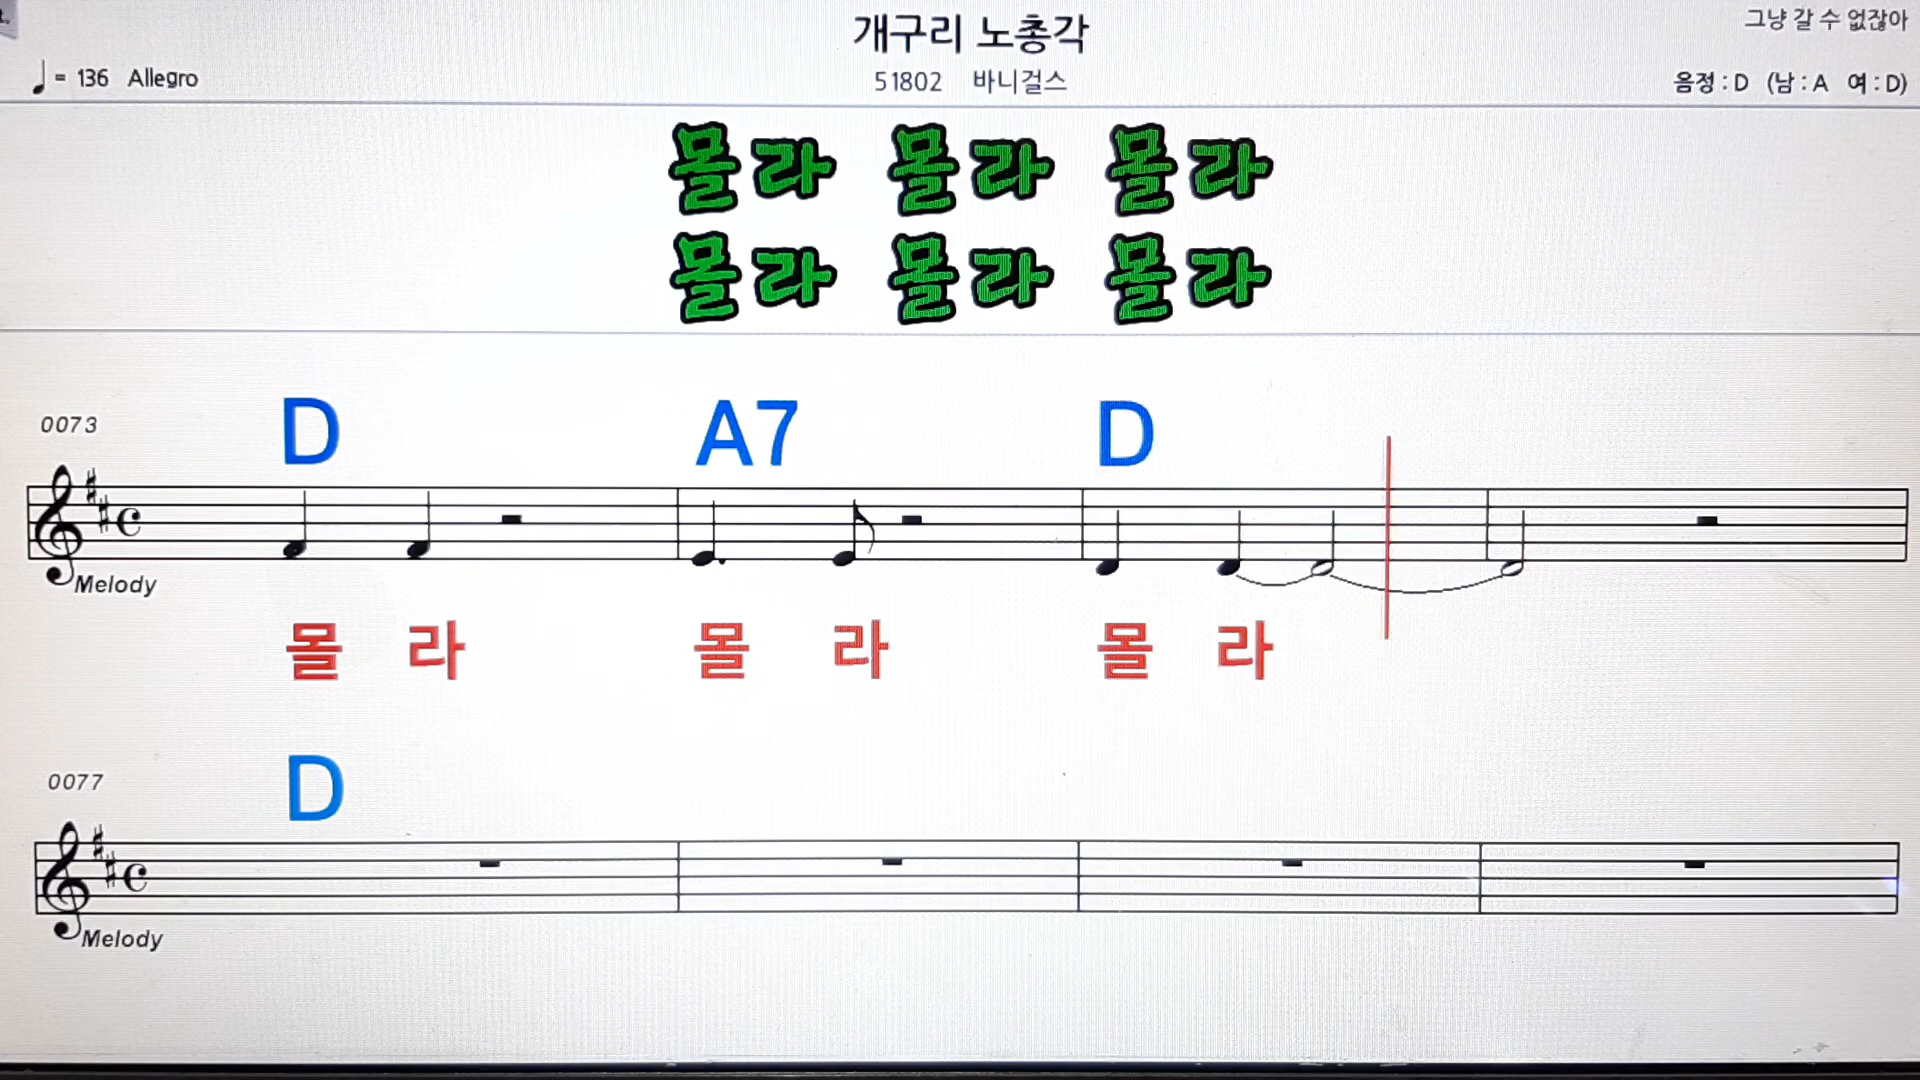 개구리 노총각
그냥 갈 수 없잖아
♩ = 136 Allegro
51802 바니걸스
음정 : D (남 : A 여 : D)
몰라 몰라 몰라
몰라 몰라 몰라
0073
D A7 D
Melody
몰 라 몰 라 몰 라
0077
D
Melody